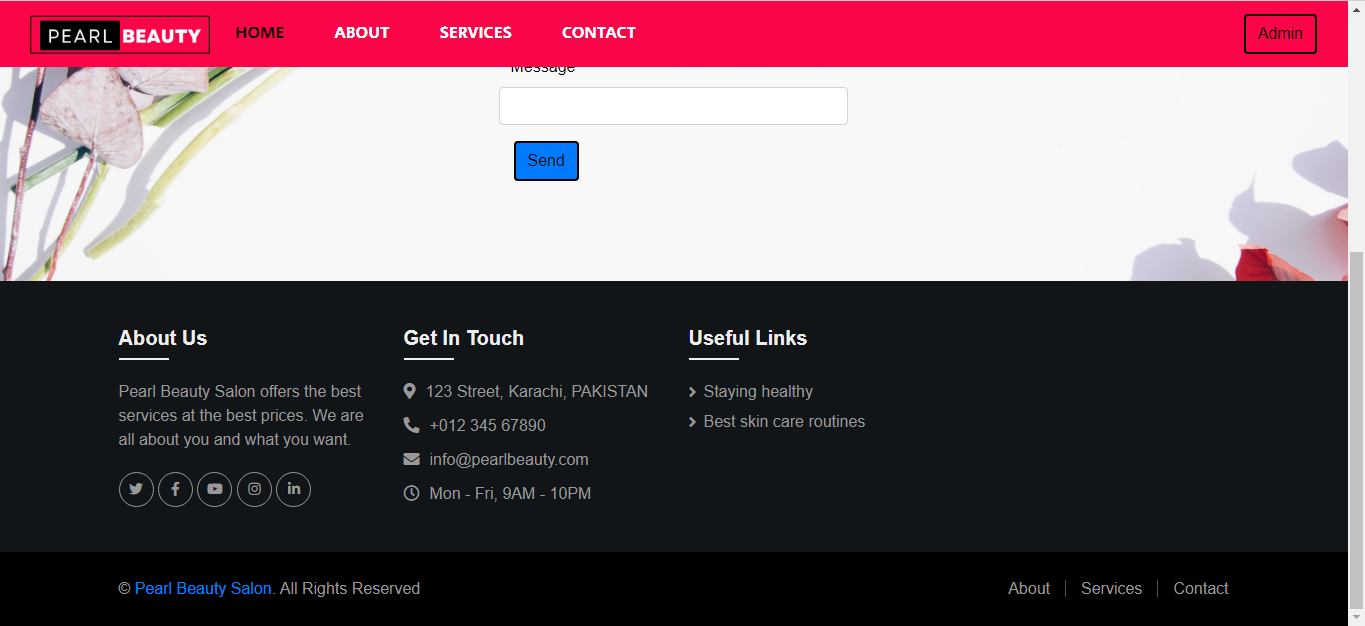 PEARL BEAUTY
HOME
ABOUT
SERVICES
CONTACT
Admin
Message
Send
About Us
Pearl Beauty Salon offers the best
services at the best prices. We are
all about you and what you want.
Get In Touch
123 Street, Karachi, PAKISTAN
+012 345 67890
info@pearlbeauty.com
Mon - Fri, 9AM - 10PM
Useful Links
Staying healthy
Best skin care routines
© Pearl Beauty Salon. All Rights Reserved
About
Services
Contact